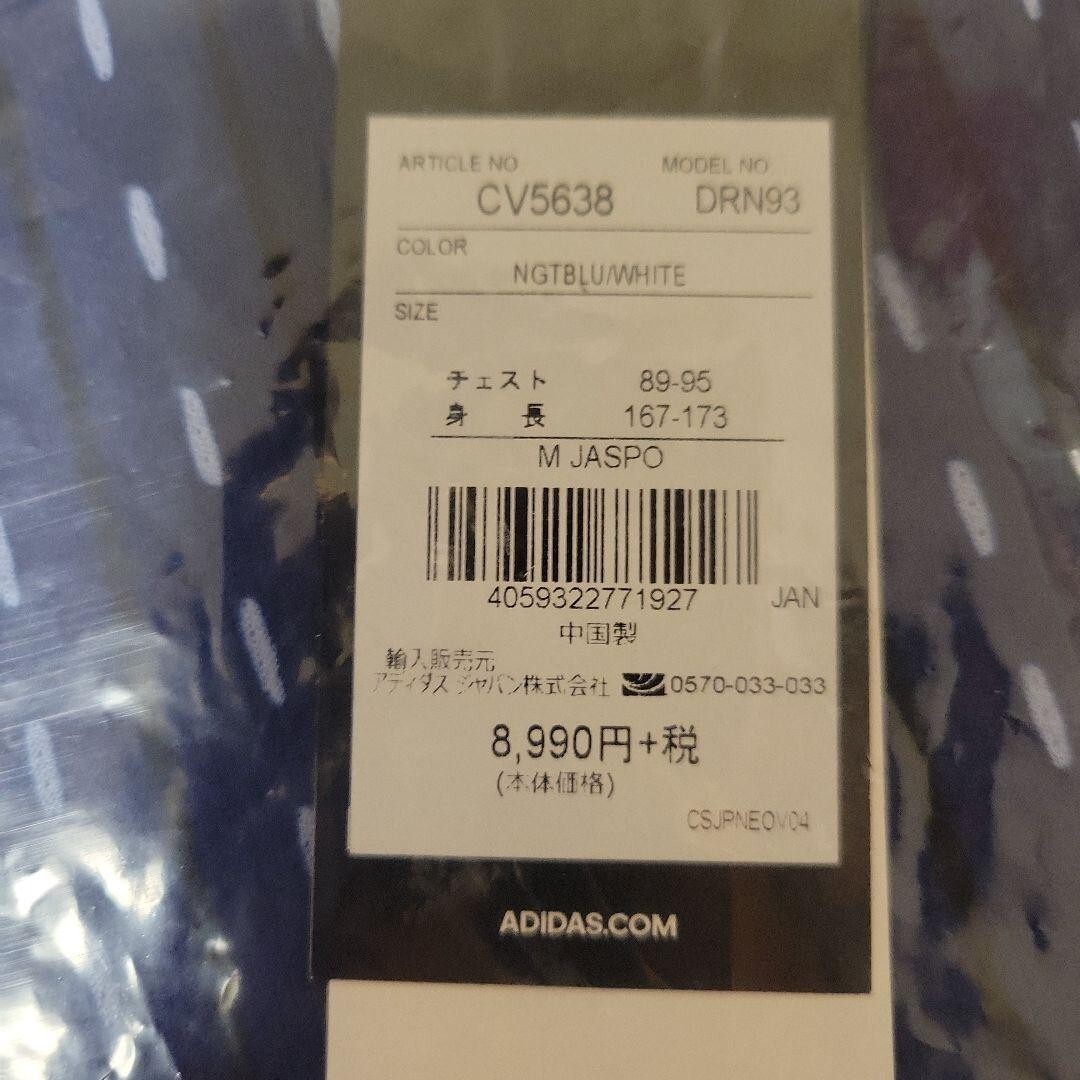 ARTICLE NO MODEL NO
CV5638 DRN93
COLOR
NGTBLU/WHITE
SIZE
チェスト 89-95
身 長 167-173
M JASPO
4059322771927 JAN
中国製
輸入販売元
アディダス ジャパン株式会社 0570-033-033
8,990円+税
(本体価格)
CSJPNEOV04
ADIDAS.COM